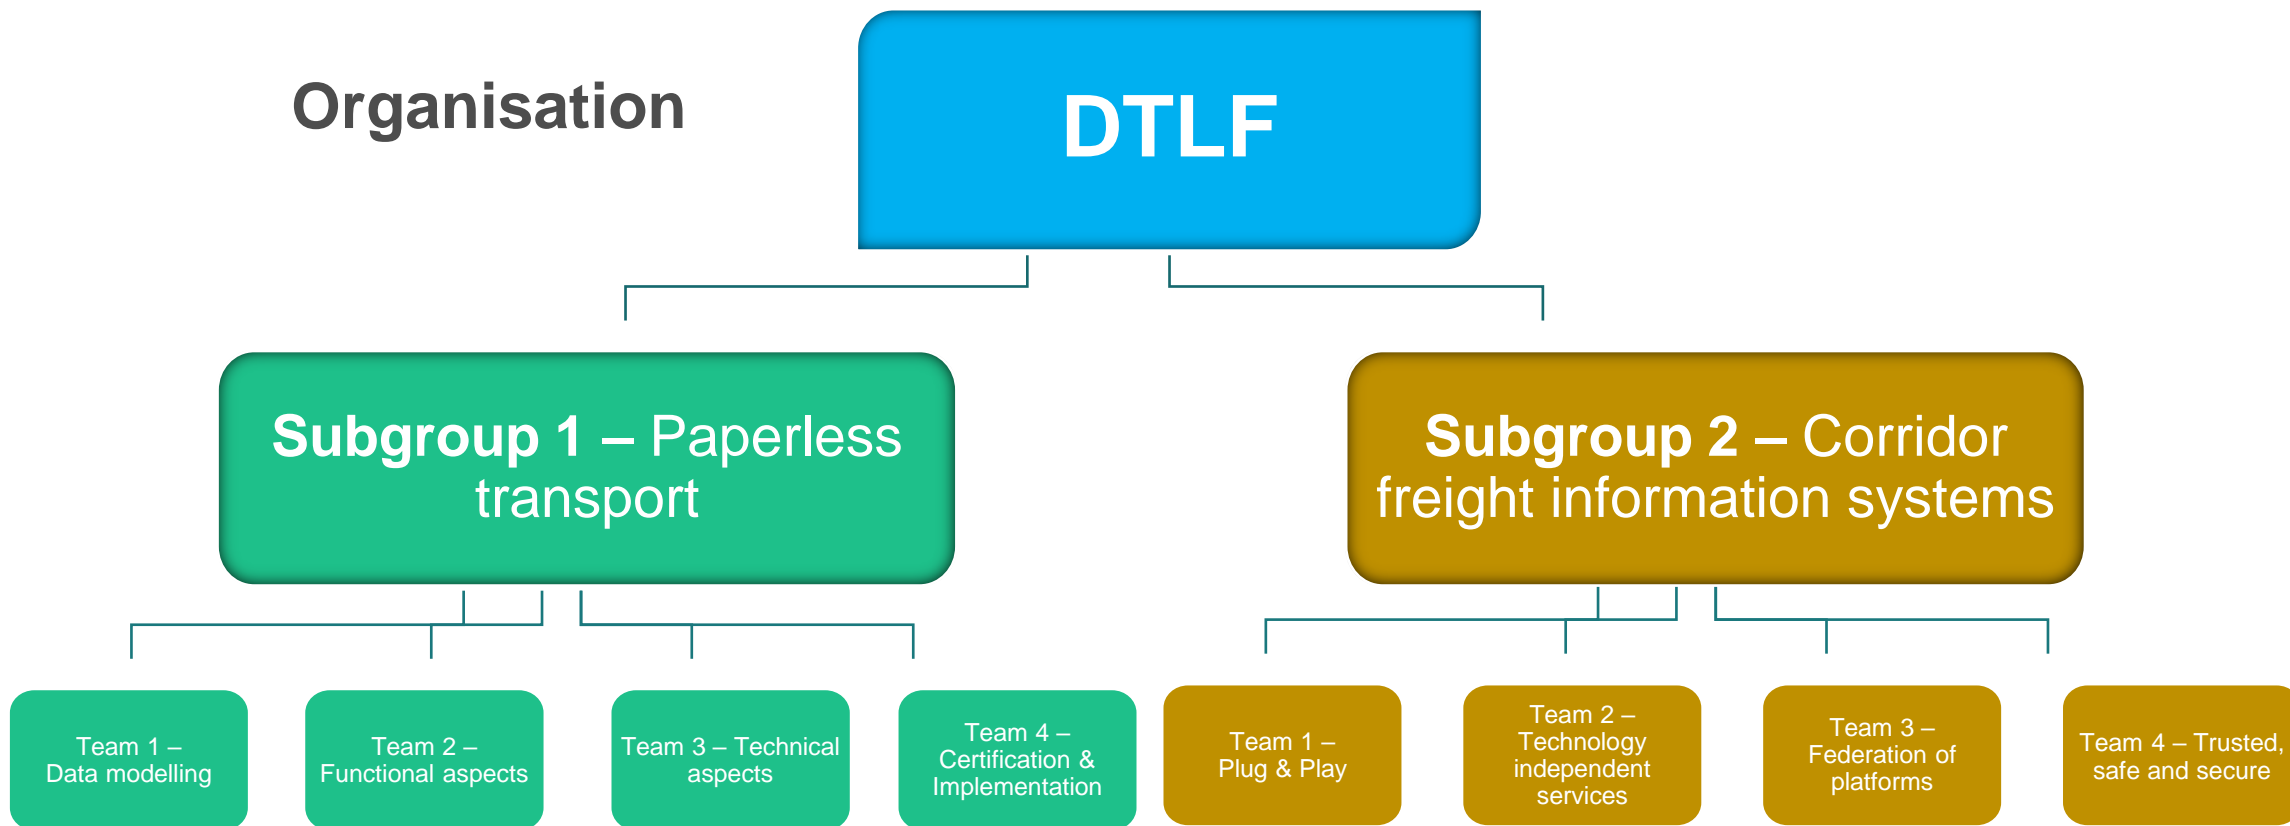 Organisation
DTLF
Subgroup 1 – Paperless
transport
Subgroup 2 – Corridor
freight information systems
Team 1 –
Data modelling
Team 2 –
Functional aspects
Team 3 – Technical
aspects
Team 4 –
Certification &
Implementation
Team 1 –
Plug & Play
Team 2 –
Technology
independent
services
Team 3 –
Federation of
platforms
Team 4 – Trusted,
safe and secure